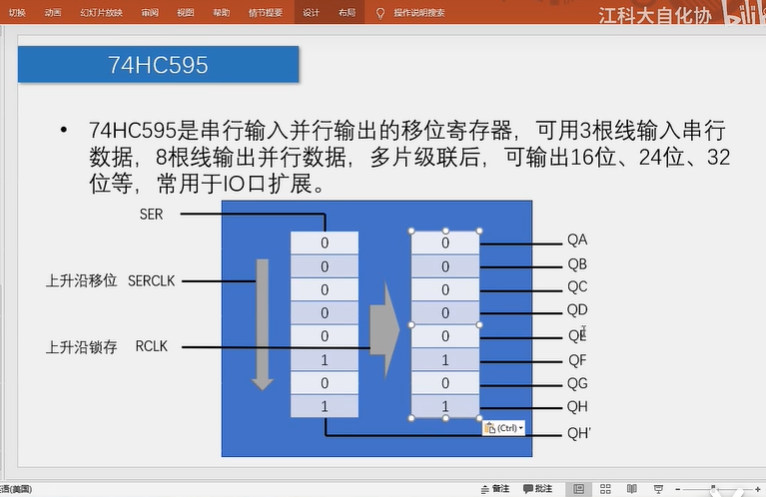 切换 动画 幻灯片放映 审阅 视图 帮助 情节提要 设计 布局 操作说明搜索
江科大自化协 bili
74HC595
• 74HC595是串行输入并行输出的移位寄存器，可用3根线输入串行
数据，8根线输出并行数据，多片级联后，可输出16位、24位、32
位等，常用于IO口扩展。
SER
0 0 QA
0 0 QB
上升沿移位 SERCLK 0 0 QC
0 0 QD
上升沿锁存 RCLK 0 0 QE
1 1 QF
0 0 QG
1 1 QH
(Ctrl)
QH'
语(美国) 备注 批注